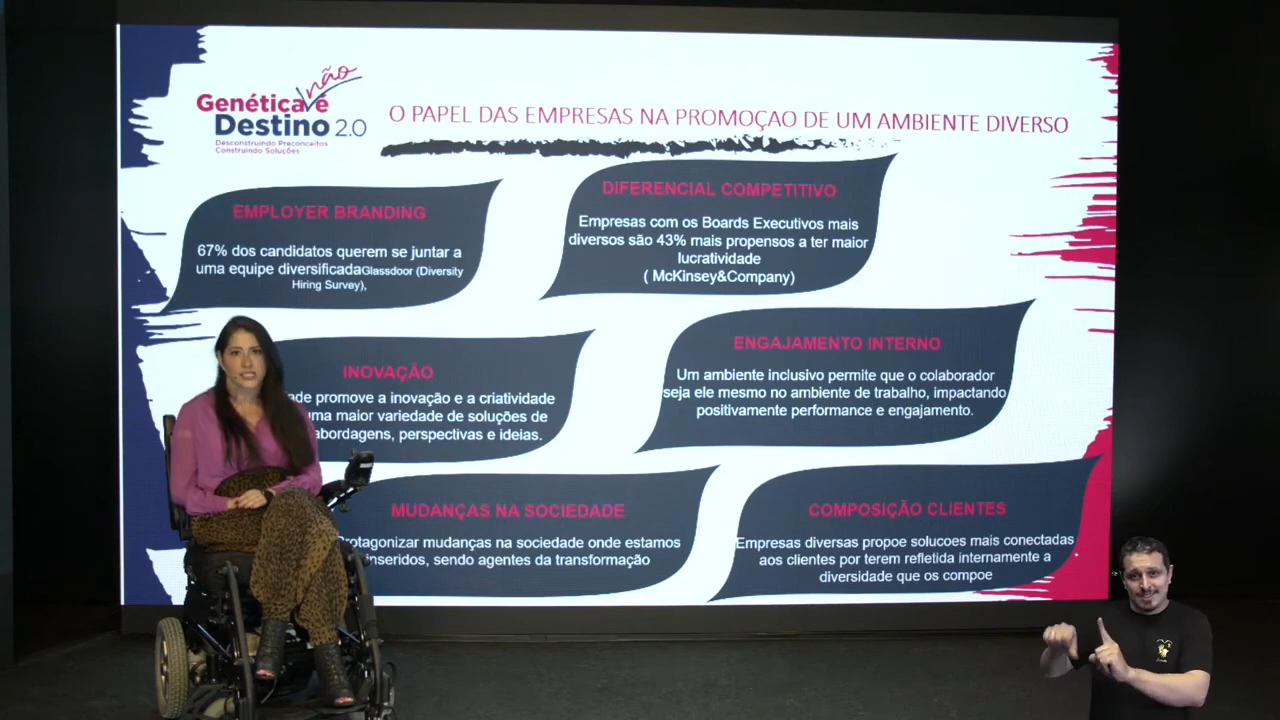 não
Genética é
Destino 2.0
Desconstruindo Preconceitos
Construindo Soluções
O PAPEL DAS EMPRESAS NA PROMOÇAO DE UM AMBIENTE DIVERSO
EMPLOYER BRANDING
67% dos candidatos querem se juntar a
uma equipe diversificadaGlassdoor (Diversity
Hiring Survey),
DIFERENCIAL COMPETITIVO
Empresas com os Boards Executivos mais
diversos são 43% mais propensos a ter maior
lucratividade
( McKinsey&Company)
INOVAÇÃO
promove a inovação e a criatividade
uma maior variedade de soluções de
abordagens, perspectivas e ideias.
ENGAJAMENTO INTERNO
Um ambiente inclusivo permite que o colaborador
seja ele mesmo no ambiente de trabalho, impactando
positivamente performance e engajamento.
MUDANÇAS NA SOCIEDADE
Protagonizar mudanças na sociedade onde estamos
inseridos, sendo agentes da transformação
COMPOSIÇÃO CLIENTES
Empresas diversas propoe solucoes mais conectadas
aos clientes por terem refletida internamente a
diversidade que os compoe